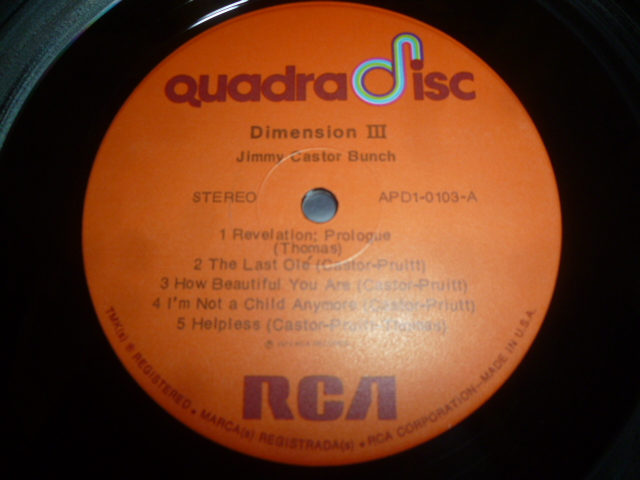 quadradisc
Dimension III
Jimmy Castor Bunch
STEREO APD1-0103-A
1 Revelation; Prologue
(Thomas)
2 The Last Olé (Castor-Pruitt)
3 How Beautiful You Are (Castor-Pruitt)
4 I'm Not a Child Anymore (Castor-Priutt)
5 Helpless (Castor-Pruitt
RCA
TMK(s) ® REGISTERED • MARCA(s) REGISTRADA(s) • RCA CORPORATION—MADE IN U.S.A.